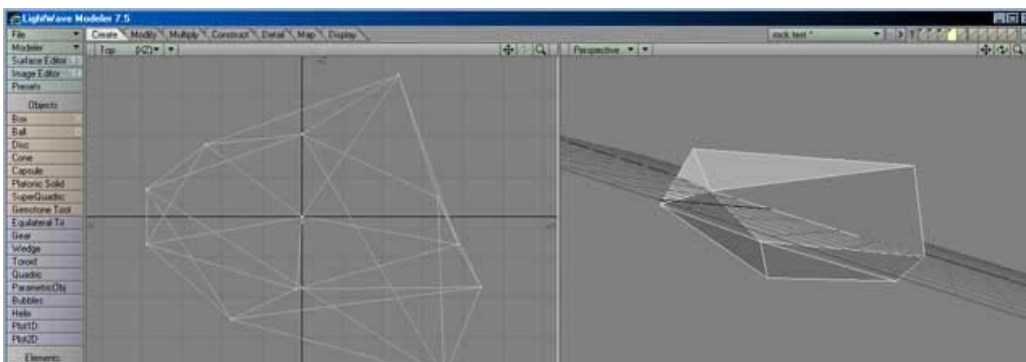 LightWave Modeler 7.5
File Create Modify Multiply Construct Detail Map Display rock test *
Modeler Top (XZ) Perspective
Surface Editor
Image Editor
Presets
Objects
Box
Ball
Disc
Cone
Capsule
Platonic Solid
SuperQuadric
Gemstone Tool
Equilateral Tri
Gear
Wedge
Toroid
Quadric
ParametricObj
Bubbles
Helix
Plot1D
Plot2D
Elements